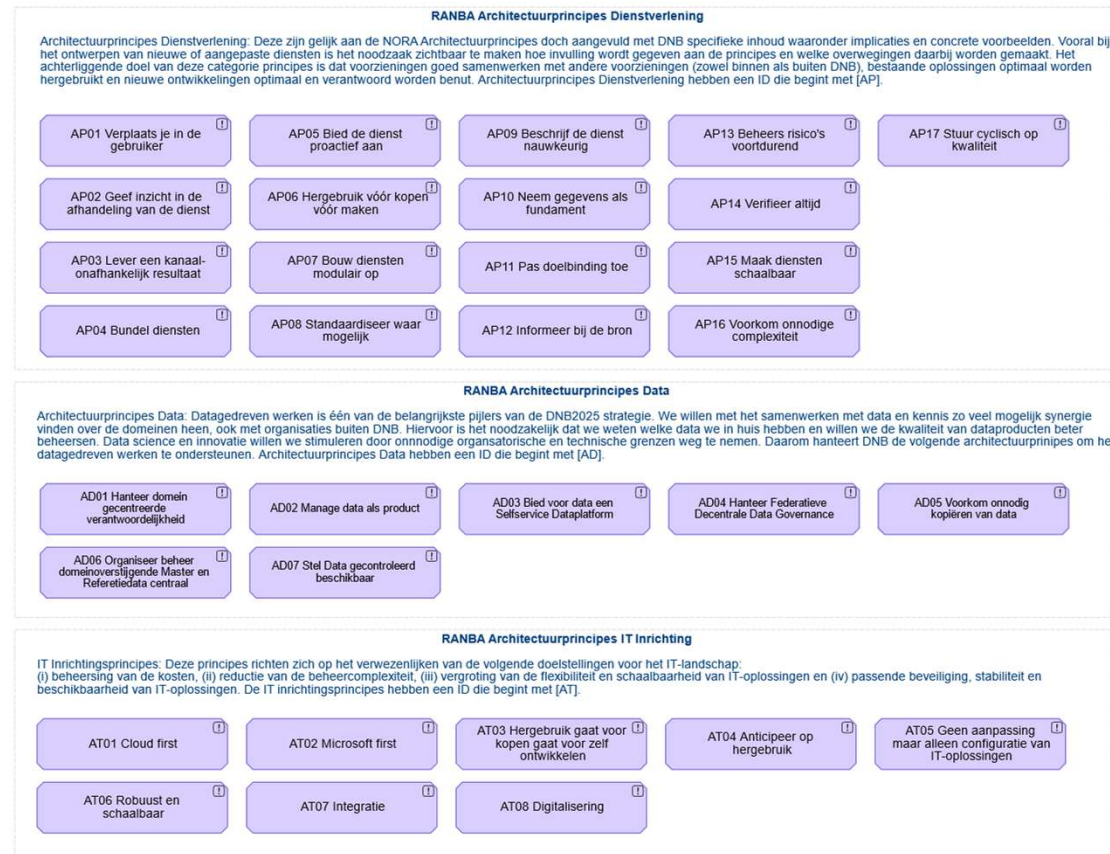 RANBA Architectuurprincipes Dienstverlening
Architectuurprincipes Dienstverlening: Deze zijn gelijk aan de NORA Architectuurprincipes doch aangevuld met DNB specifieke inhoud waaronder implicaties en concrete voorbeelden. Vooral bij
het ontwerpen van nieuwe of aangepaste diensten is het noodzaak zichtbaar te maken hoe invulling wordt gegeven aan de principes en welke overwegingen daarbij worden gemaakt. Het
achterliggende doel van deze categorie principes is dat voorzieningen goed samenwerken met andere voorzieningen (zowel binnen als buiten DNB), bestaande oplossingen optimaal worden
hergebruikt en nieuwe ontwikkelingen optimaal en verantwoord worden benut. Architectuurprincipes Dienstverlening hebben een ID die begint met [AP].
AP01 Verplaats je in de
gebruiker
AP05 Bied de dienst
proactief aan
AP09 Beschrijf de dienst
nauwkeurig
AP13 Beheers risico's
voortdurend
AP17 Stuur cyclisch op
kwaliteit
AP02 Geef inzicht in de
afhandeling van de dienst
AP06 Hergebruik vóór kopen
vóór maken
AP10 Neem gegevens als
fundament
AP14 Verifieer altijd
AP03 Lever een kanaal-
onafhankelijk resultaat
AP07 Bouw diensten
modulair op
AP11 Pas doelbinding toe
AP15 Maak diensten
schaalbaar
AP04 Bundel diensten
AP08 Standaardiseer waar
mogelijk
AP12 Informeer bij de bron
AP16 Voorkom onnodige
complexiteit
RANBA Architectuurprincipes Data
Architectuurprincipes Data: Datagedreven werken is één van de belangrijkste pijlers van de DNB2025 strategie. We willen met het samenwerken met data en kennis zo veel mogelijk synergie
vinden over de domeinen heen, ook met organisaties buiten DNB. Hiervoor is het noodzakelijk dat we weten welke data we in huis hebben en willen we de kwaliteit van dataproducten beter
beheersen. Data science en innovatie willen we stimuleren door onnnodige organsatorische en technische grenzen weg te nemen. Daarom hanteert DNB de volgende architectuurprinipes om he
datagedreven werken te ondersteunen. Architectuurprincipes Data hebben een ID die begint met [AD].
AD01 Hanteer domein
gecentreerde
verantwoordelijkheid
AD02 Manage data als product
AD03 Bied voor data een
Selfservice Dataplatform
AD04 Hanteer Federatieve
Decentrale Data Governance
AD05 Voorkom onnodig
kopiëren van data
AD06 Organiseer beheer
domeinoverstijgende Master en
Referetiedata centraal
AD07 Stel Data gecontroleerd
beschikbaar
RANBA Architectuurprincipes IT Inrichting
IT Inrichtingsprincipes: Deze principes richten zich op het verwezenlijken van de volgende doelstellingen voor het IT-landschap:
(i) beheersing van de kosten, (ii) reductie van de beheercomplexiteit, (iii) vergroting van de flexibiliteit en schaalbaarheid van IT-oplossingen en (iv) passende beveiliging, stabiliteit en
beschikbaarheid van IT-oplossingen. De IT inrichtingsprincipes hebben een ID die begint met [AT].
AT01 Cloud first
AT02 Microsoft first
AT03 Hergebruik gaat voor
kopen gaat voor zelf
ontwikkelen
AT04 Anticipeer op
hergebruik
AT05 Geen aanpassing
maar alleen configuratie van
IT-oplossingen
AT06 Robuust en
schaalbaar
AT07 Integratie
AT08 Digitalisering